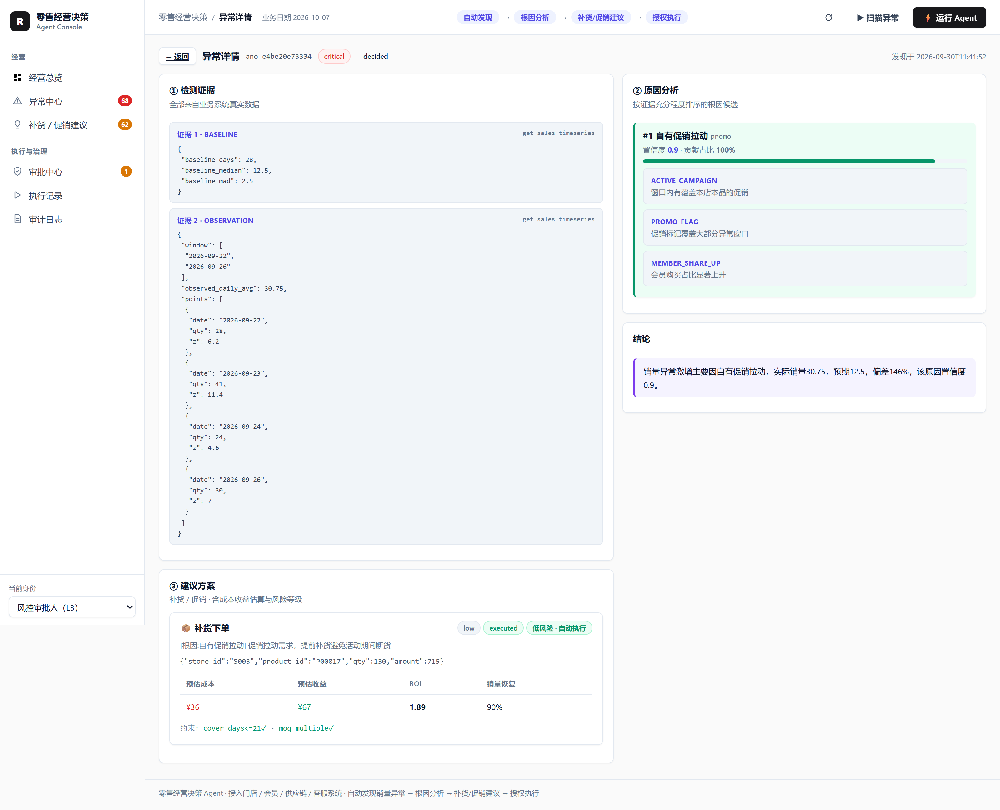 R
零售经营决策
Agent Console
经营
经营总览
异常中心 68
补货 / 促销建议 62
执行与治理
审批中心 1
执行记录
审计日志
当前身份
风控审批人（L3）
零售经营决策 / 异常详情 业务日期 2026-10-07
自动发现 → 根因分析 → 补货/促销建议 → 授权执行
▶ 扫描异常
⚡ 运行 Agent
← 返回 异常详情 ano_e4be20e73334 critical decided
发现于 2026-09-30T11:41:52
① 检测证据
全部来自业务系统真实数据
证据 1 · BASELINE get_sales_timeseries
{
"baseline_days": 28,
"baseline_median": 12.5,
"baseline_mad": 2.5
}
证据 2 · OBSERVATION get_sales_timeseries
{
"window": [
"2026-09-22",
"2026-09-26"
],
"observed_daily_avg": 30.75,
"points": [
{
"date": "2026-09-22",
"qty": 28,
"z": 6.2
},
{
"date": "2026-09-23",
"qty": 41,
"z": 11.4
},
{
"date": "2026-09-24",
"qty": 24,
"z": 4.6
},
{
"date": "2026-09-26",
"qty": 30,
"z": 7
}
]
}
② 原因分析
按证据充分程度排序的根因候选
#1 自有促销拉动 promo
置信度 0.9 · 贡献占比 100%
ACTIVE_CAMPAIGN
窗口内有覆盖本店本品的促销
PROMO_FLAG
促销标记覆盖大部分异常窗口
MEMBER_SHARE_UP
会员购买占比显著上升
结论
销量异常激增主要因自有促销拉动，实际销量30.75，预期12.5，偏差146%，该原因置信度
0.9。
③ 建议方案
补货 / 促销 · 含成本收益估算与风险等级
📦 补货下单 low executed 低风险 · 自动执行
[根因:自有促销拉动] 促销拉动需求，提前补货避免活动期间断货
{"store_id":"S003","product_id":"P00017","qty":130,"amount":715}
预估成本 预估收益 ROI 销量恢复
¥36 ¥67 1.89 90%
约束: cover_days<=21✓ · moq_multiple✓
零售经营决策 Agent · 接入门店 / 会员 / 供应链 / 客服系统 · 自动发现销量异常 → 根因分析 → 补货/促销建议 → 授权执行